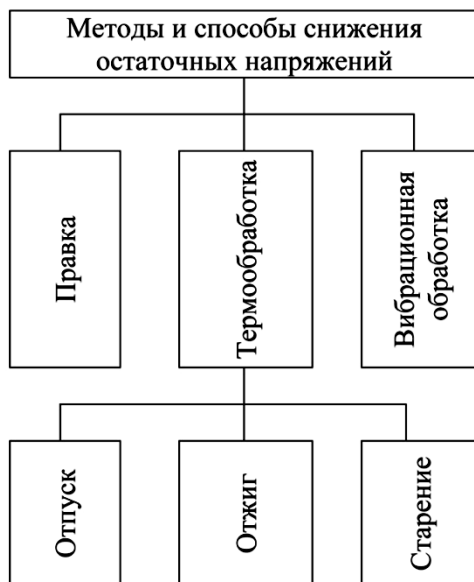 Методы и способы снижения
остаточных напряжений
Правка
Термообработка
Вибрационная
обработка
Отпуск
Отжиг
Старение